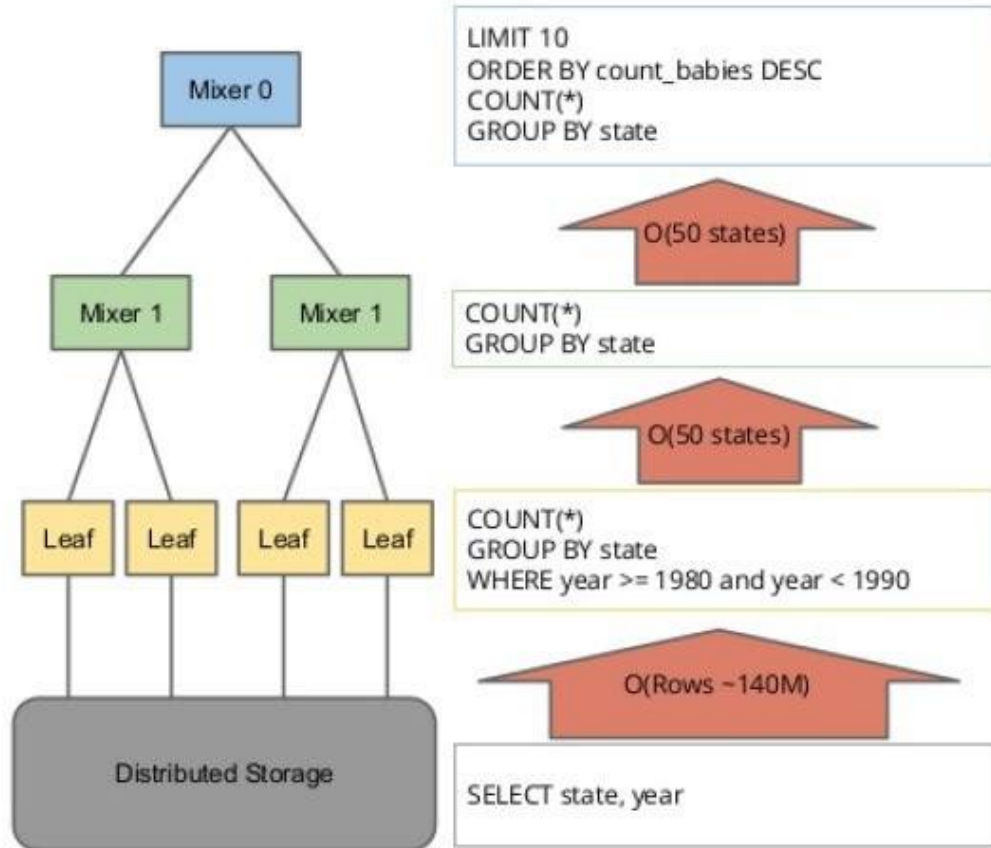 Mixer 0
LIMIT 10
ORDER BY count_babies DESC
COUNT(*)
GROUP BY state
O(50 states)
Mixer 1
Mixer 1
COUNT(*)
GROUP BY state
O(50 states)
Leaf
Leaf
Leaf
Leaf
COUNT(*)
GROUP BY state
WHERE year >= 1980 and year < 1990
O(Rows ~140M)
Distributed Storage
SELECT state, year